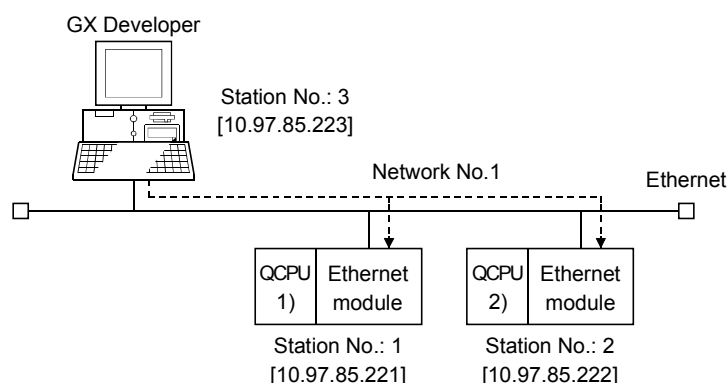 GX Developer
Station No.: 3
[10.97.85.223]
Network No.1
Ethernet
QCPU
1)
Ethernet
module
QCPU
2)
Ethernet
module
Station No.: 1
[10.97.85.221]
Station No.: 2
[10.97.85.222]